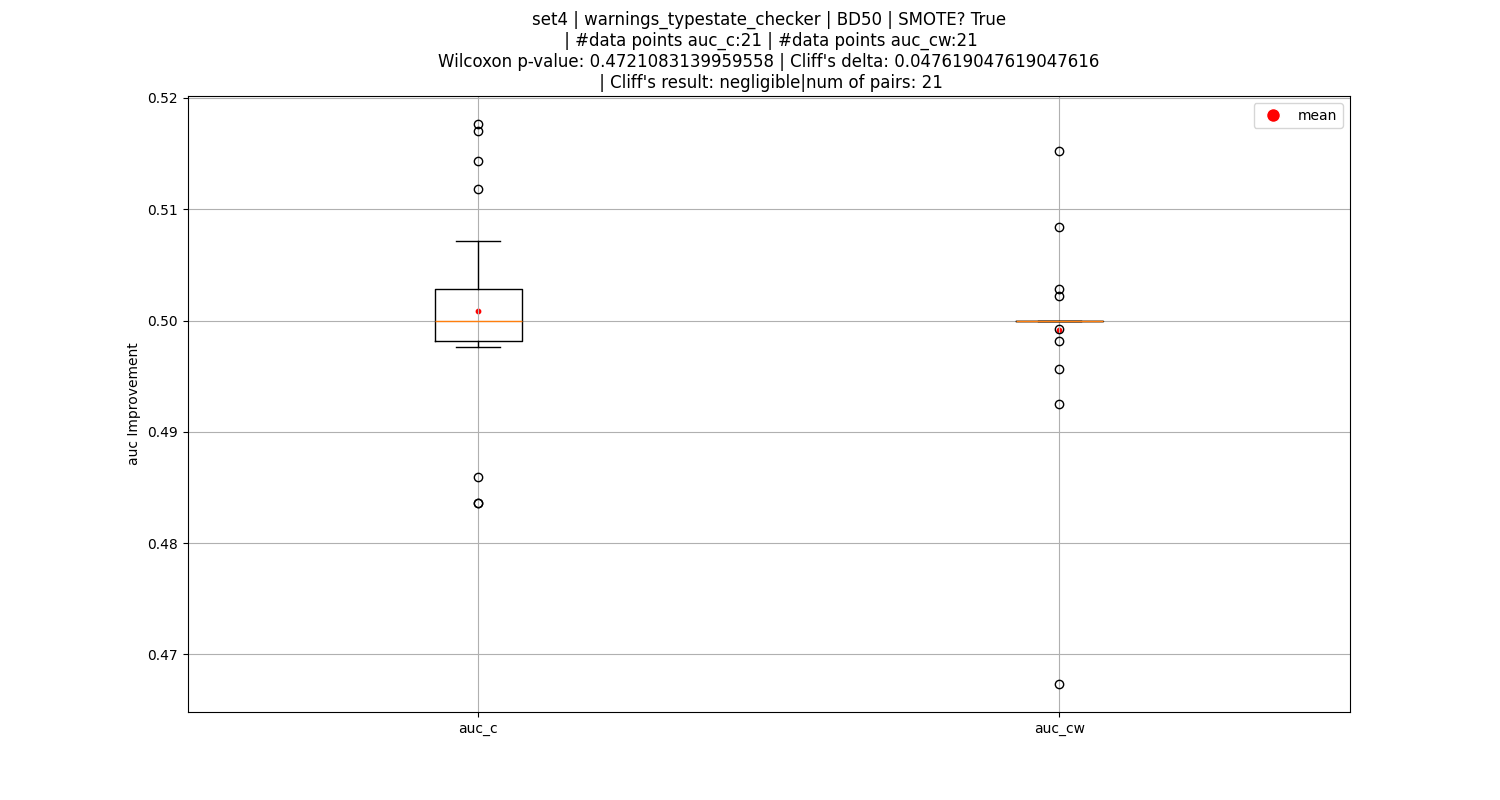 set4 | warnings_typestate_checker | BD50 | SMOTE? True
| #data points auc_c:21 | #data points auc_cw:21
Wilcoxon p-value: 0.4721083139959558 | Cliff's delta: 0.047619047619047616
| Cliff's result: negligible|num of pairs: 21
mean
0.52
0.51
0.50
0.49
0.48
0.47
auc Improvement
auc_c
auc_cw